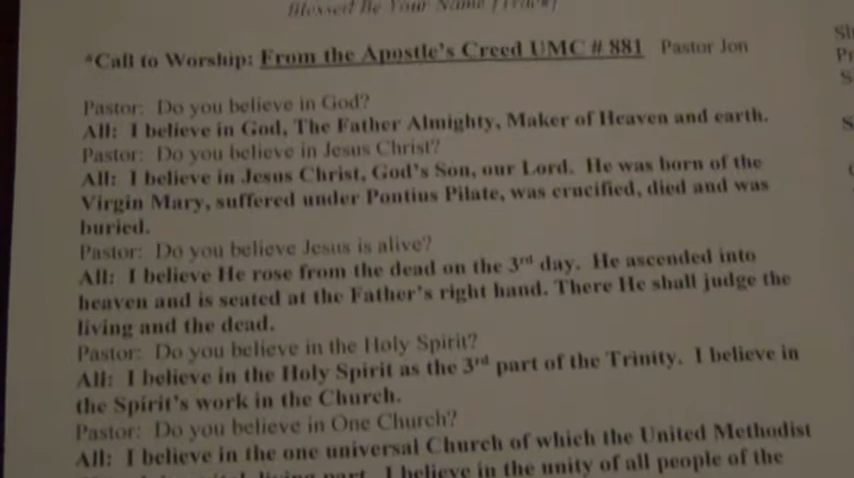 Blessed Be Your Name
*Call to Worship: From the Apostle's Creed UMC # 881 Pastor Jon
Pastor: Do you believe in God?
All: I believe in God, The Father Almighty, Maker of Heaven and earth.
Pastor: Do you believe in Jesus Christ?
All: I believe in Jesus Christ, God's Son, our Lord. He was born of the
Virgin Mary, suffered under Pontius Pilate, was crucified, died and was
buried.
Pastor: Do you believe Jesus is alive?
All: I believe He rose from the dead on the 3rd day. He ascended into
heaven and is seated at the Father's right hand. There He shall judge the
living and the dead.
Pastor: Do you believe in the Holy Spirit?
All: I believe in the Holy Spirit as the 3rd part of the Trinity. I believe in
the Spirit's work in the Church.
Pastor: Do you believe in One Church?
All: I believe in the one universal Church of which the United Methodist
part. I believe in the unity of all people of the